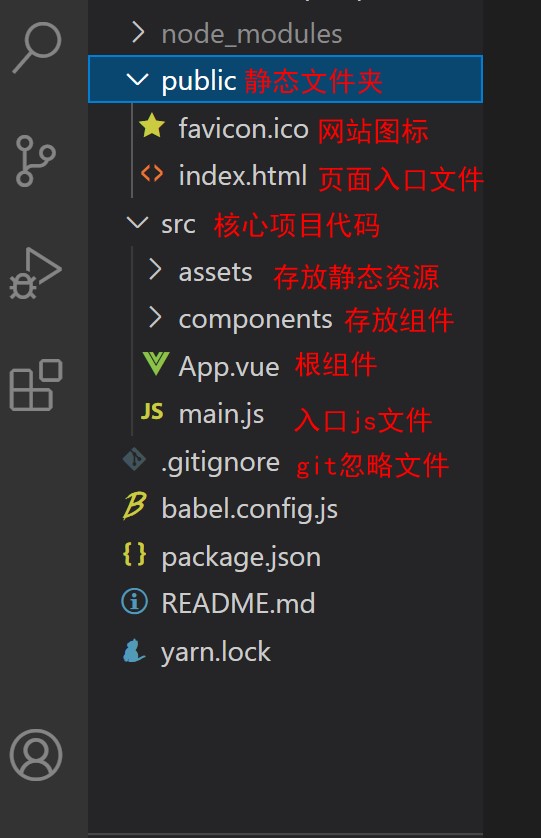 node_modules
public 静态文件夹
favicon.ico 网站图标
index.html 页面入口文件
src 核心项目代码
assets 存放静态资源
components 存放组件
App.vue 根组件
JS main.js 入口js文件
.gitignore git忽略文件
babel.config.js
package.json
README.md
yarn.lock